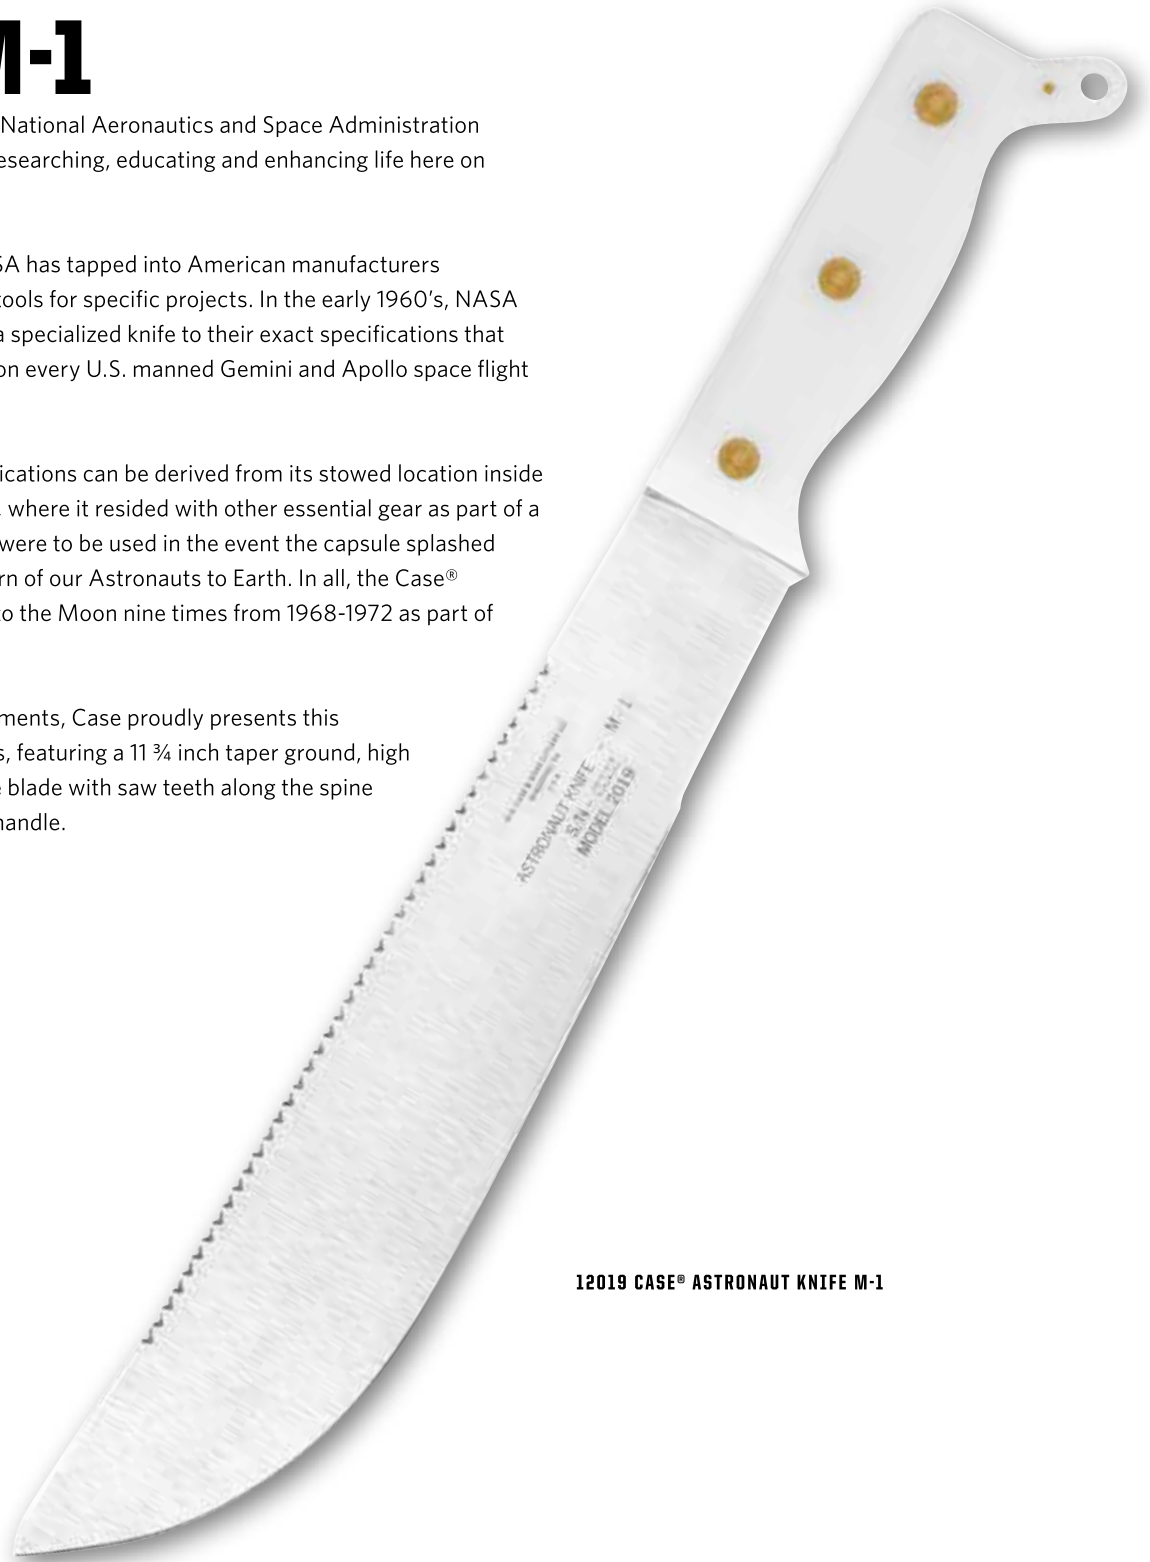 M-1
National Aeronautics and Space Administration
esearching, educating and enhancing life here on
SA has tapped into American manufacturers
tools for specific projects. In the early 1960’s, NASA
a specialized knife to their exact specifications that
on every U.S. manned Gemini and Apollo space flight
ications can be derived from its stowed location inside
, where it resided with other essential gear as part of a
were to be used in the event the capsule splashed
rn of our Astronauts to Earth. In all, the Case®
to the Moon nine times from 1968-1972 as part of
ments, Case proudly presents this
s, featuring a 11 ¾ inch taper ground, high
e blade with saw teeth along the spine
handle.
ASTRONAUT KNIFE M-1
S/N
MODEL 2019
12019 CASE® ASTRONAUT KNIFE M-1